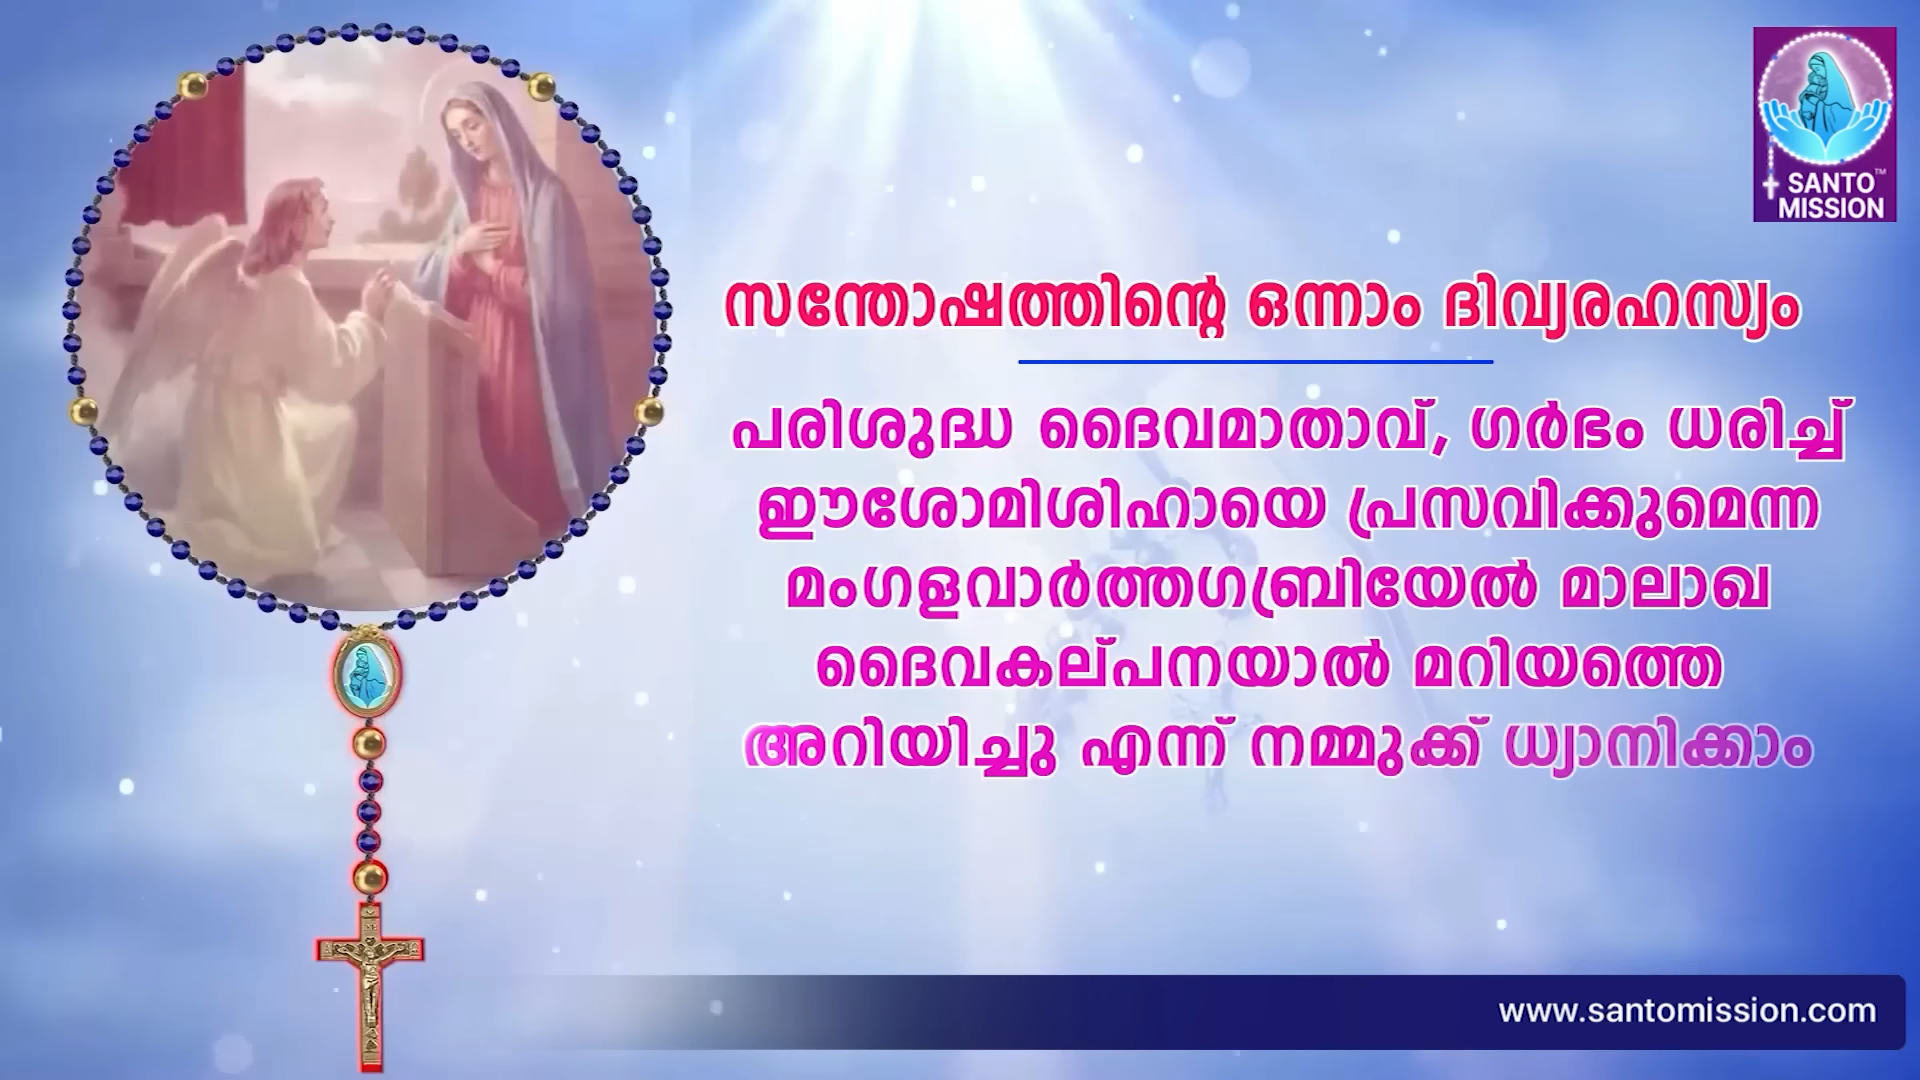 SANTO™
MISSION
സന്തോഷത്തിന്റെ ഒന്നാം ദിവ്യരഹസ്യം
പരിശുദ്ധ ദൈവമാതാവ്, ഗർഭം ധരിച്ച്
ഈശോമിശിഹായെ പ്രസവിക്കുമെന്ന
മംഗളവാർത്തഗബ്രിയേൽ മാലാഖ
ദൈവകല്പനയാൽ മറിയത്തെ
അറിയിച്ചു എന്ന് നമ്മുക്ക് ധ്യാനിക്കാം
www.santomission.com